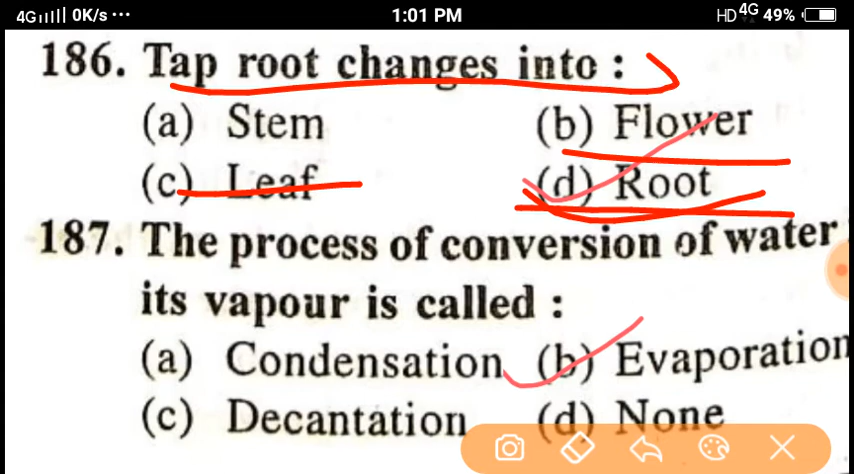 4G 0K/s ...
1:01 PM
HD 4G 49%
186. Tap root changes into :
(a) Stem (b) Flower
(c) Leaf (d) Root
187. The process of conversion of water
its vapour is called :
(a) Condensation (b) Evaporation
(c) Decantation (d) None